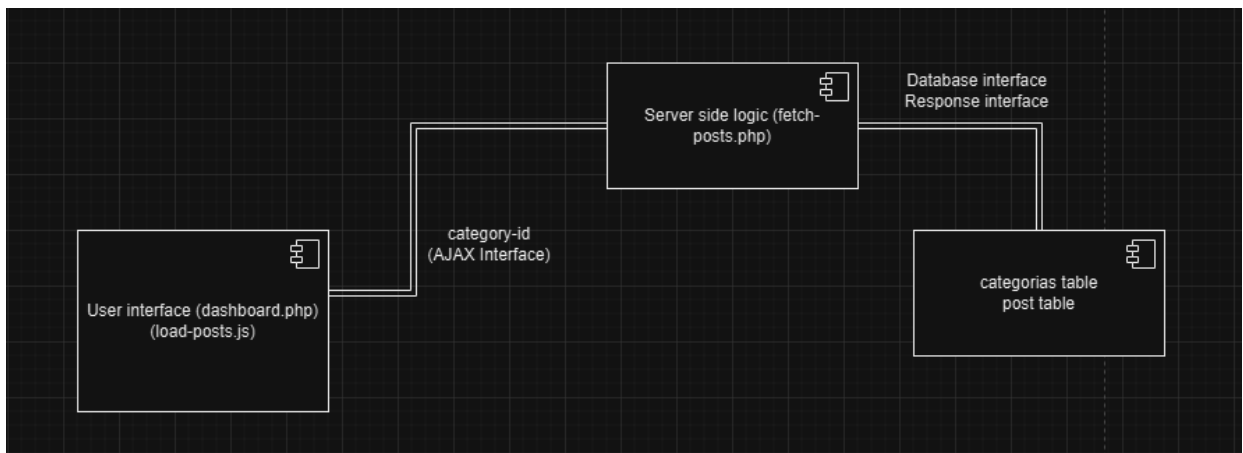 Database interface
Response interface
Server side logic (fetch-
posts.php)
category-id
(AJAX Interface)
User interface (dashboard.php)
(load-posts.js)
categorias table
post table